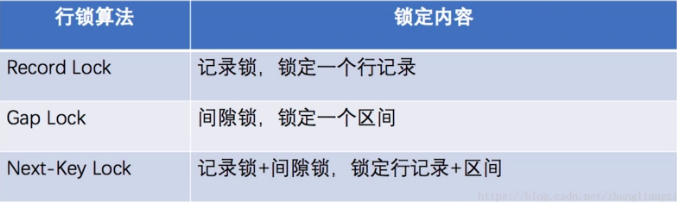 行锁算法 锁定内容
Record Lock 记录锁，锁定一个行记录
Gap Lock 间隙锁，锁定一个区间
Next-Key Lock 记录锁+间隙锁，锁定行记录+区间